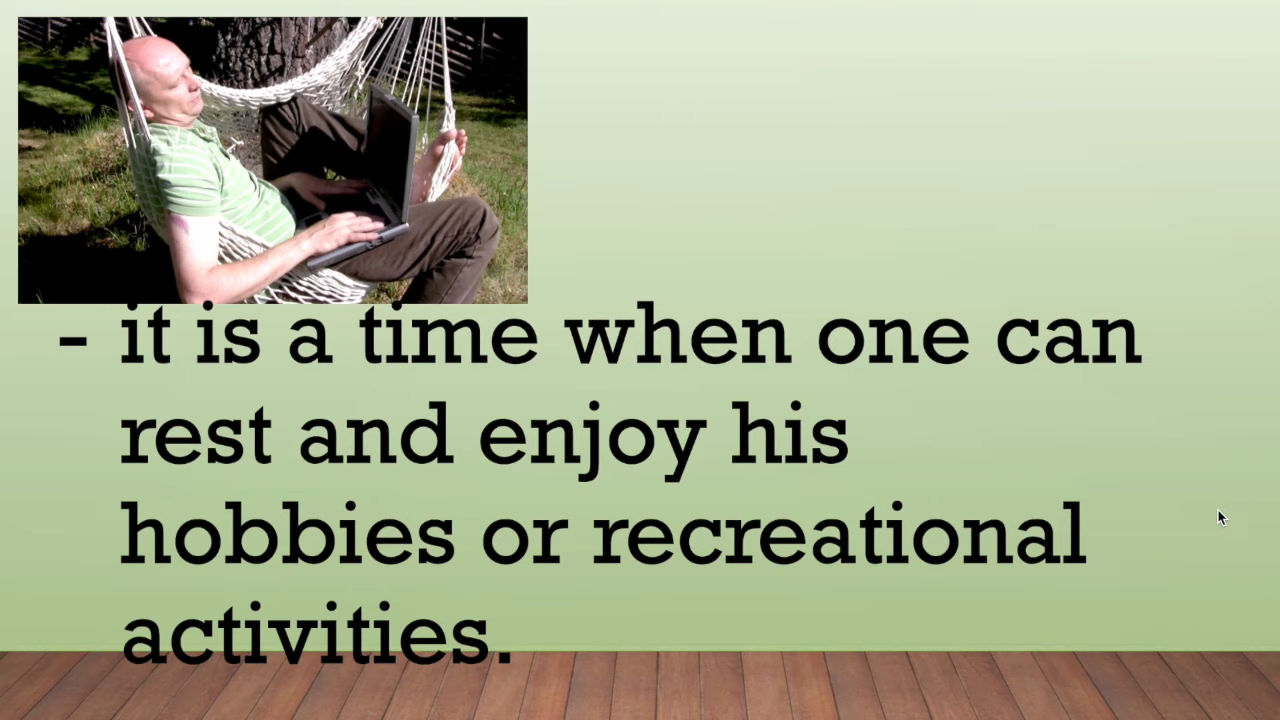 - it is a time when one can
rest and enjoy his
hobbies or recreational
activities.